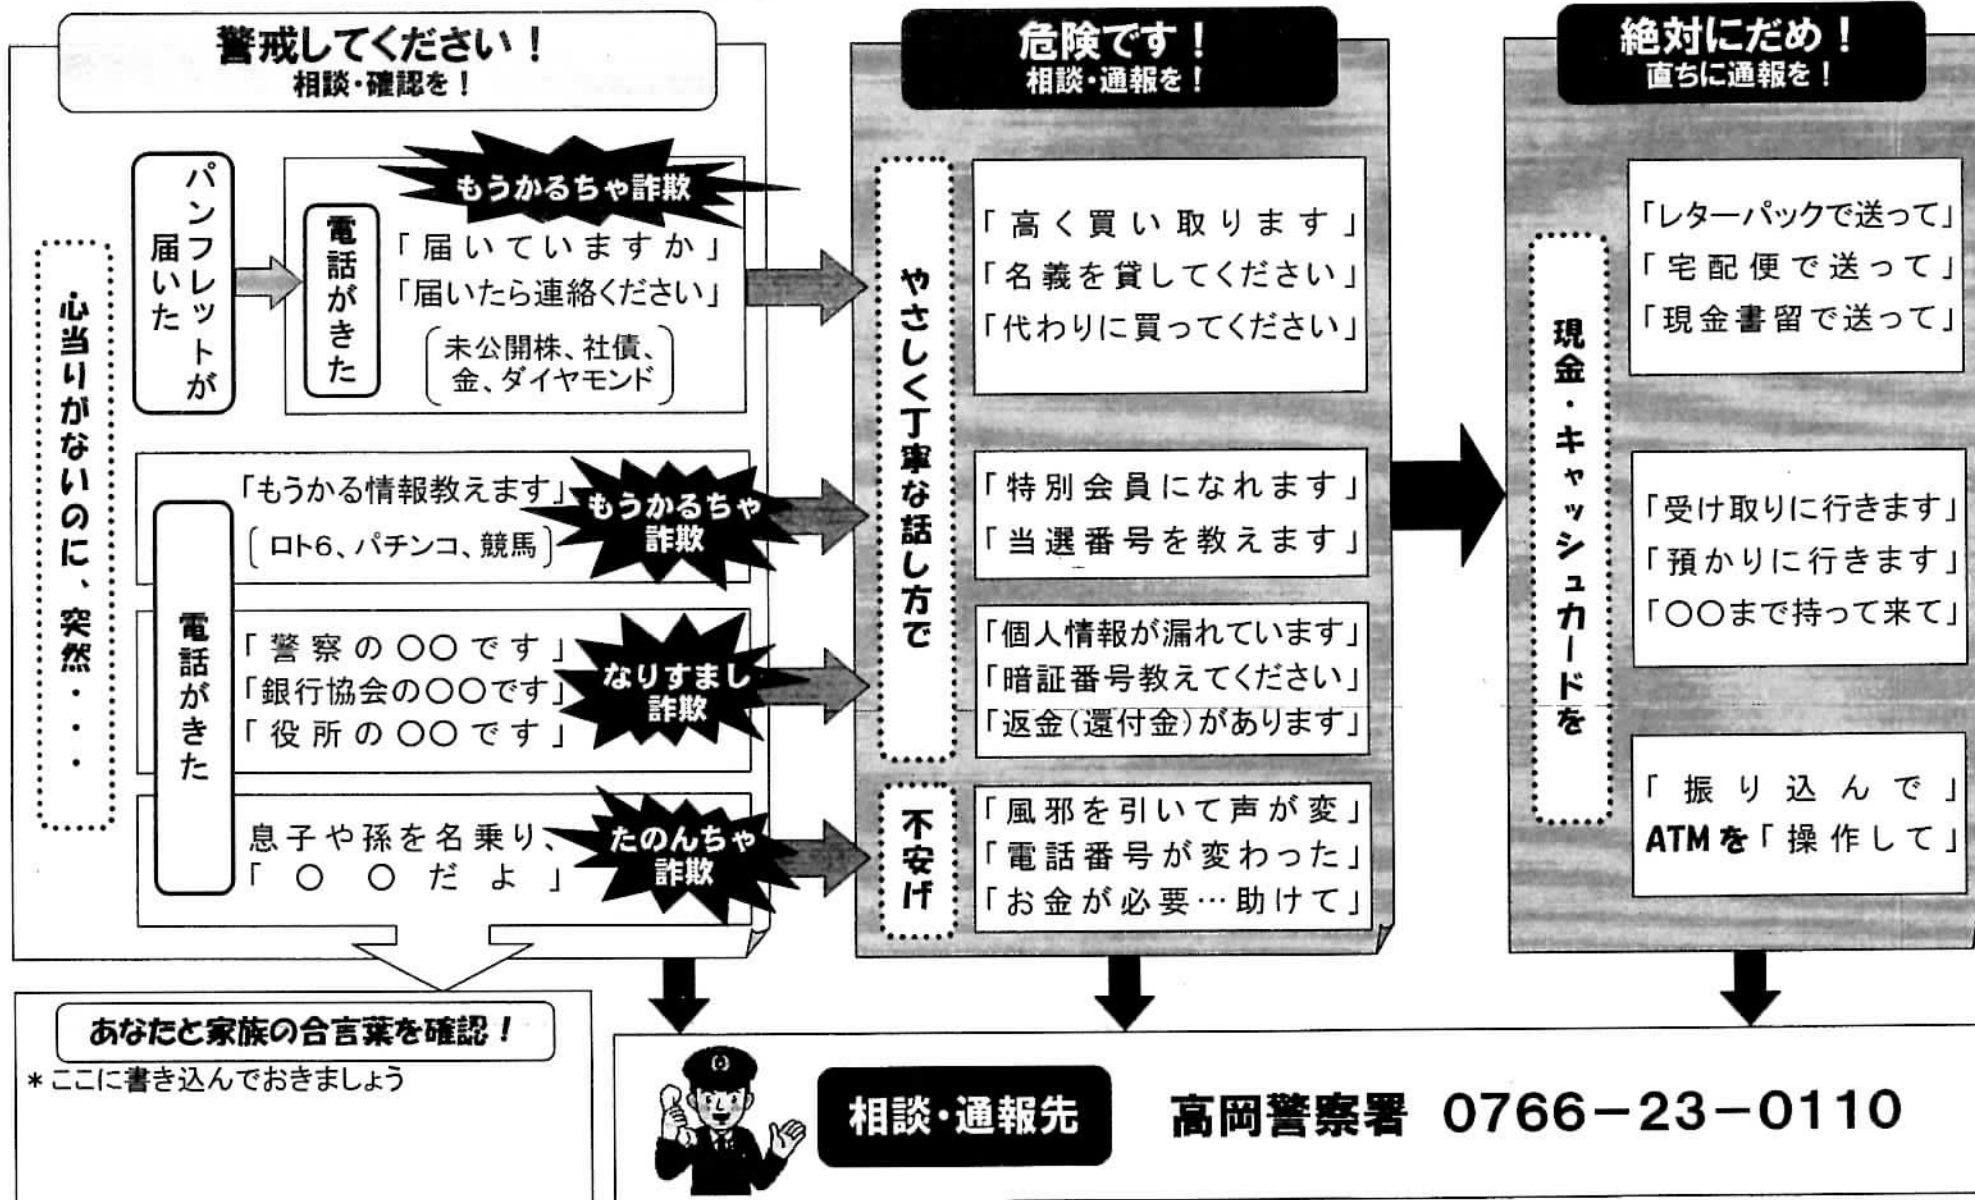 警戒してください！
相談・確認を！
心当りがないのに、突然・・・・
パンフレットが
届いた
電話がきた
もうかるちゃ詐欺
「届いていますか」
「届いたら連絡ください」
未公開株、社債、
金、ダイヤモンド
電話がきた
「もうかる情報教えます」
ロト6、パチンコ、競馬
もうかるちゃ
詐欺
「警察の〇〇です」
「銀行協会の〇〇です」
「役所の〇〇です」
なりすまし
詐欺
息子や孫を名乗り、
「〇〇だよ」
たのんちゃ
詐欺
危険です！
相談・通報を！
やさしく丁寧な話し方で
「高く買い取ります」
「名義を貸してください」
「代わりに買ってください」
「特別会員になれます」
「当選番号を教えます」
「個人情報が漏れています」
「暗証番号教えてください」
「返金（還付金）があります」
不安げ
「風邪を引いて声が変」
「電話番号が変わった」
「お金が必要…助けて」
絶対にだめ！
直ちに通報を！
現金・キャッシュカードを
「レターパックで送って」
「宅配便で送って」
「現金書留で送って」
「受け取りに行きます」
「預かりに行きます」
「〇〇まで持って来て」
「振り込んで」
ATMを「操作して」
あなたと家族の合言葉を確認！
＊ここに書き込んでおきましょう
相談・通報先
高岡警察署 0766－23－0110